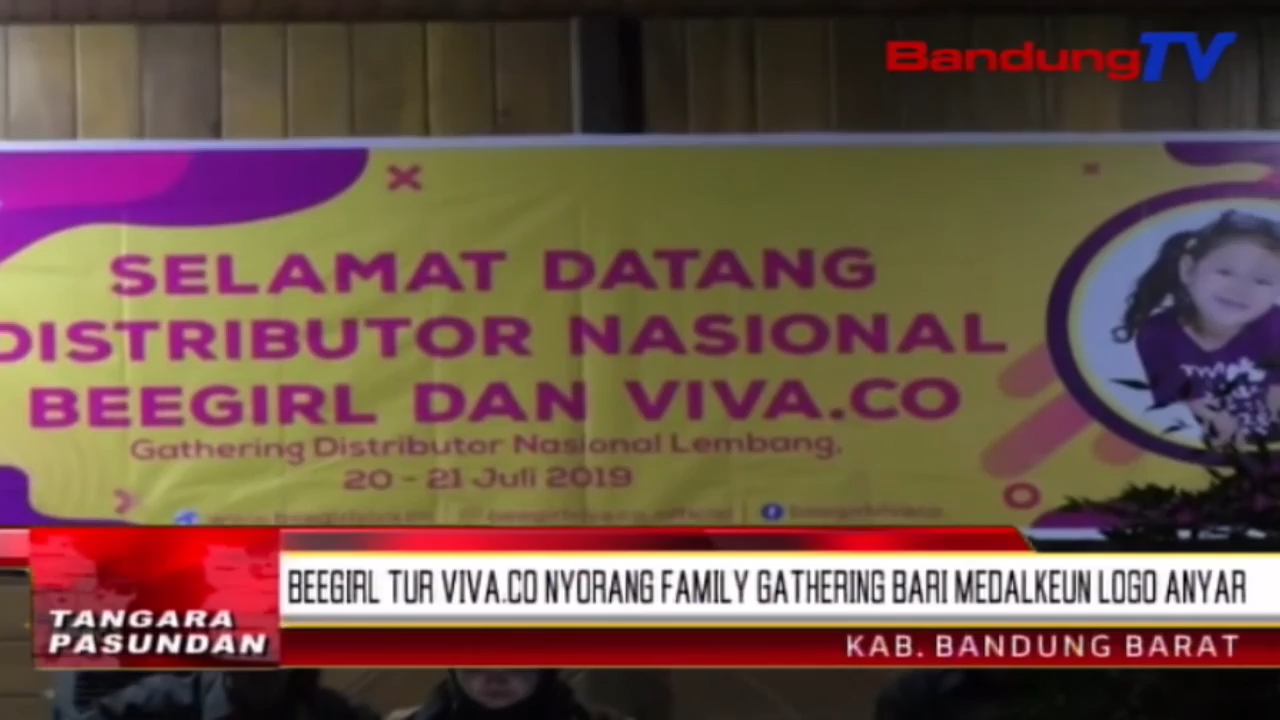 BandungTV
SELAMAT DATANG
DISTRIBUTOR NASIONAL
BEEGIRL DAN VIVA.CO
Gathering Distributor Nasional Lembang,
20 - 21 Juli 2019
BEEGIRL TUR VIVA.CO NYORANG FAMILY GATHERING BARI MEDALKEUN LOGO ANYAR
TANGARA
PASUNDAN
KAB. BANDUNG BARAT